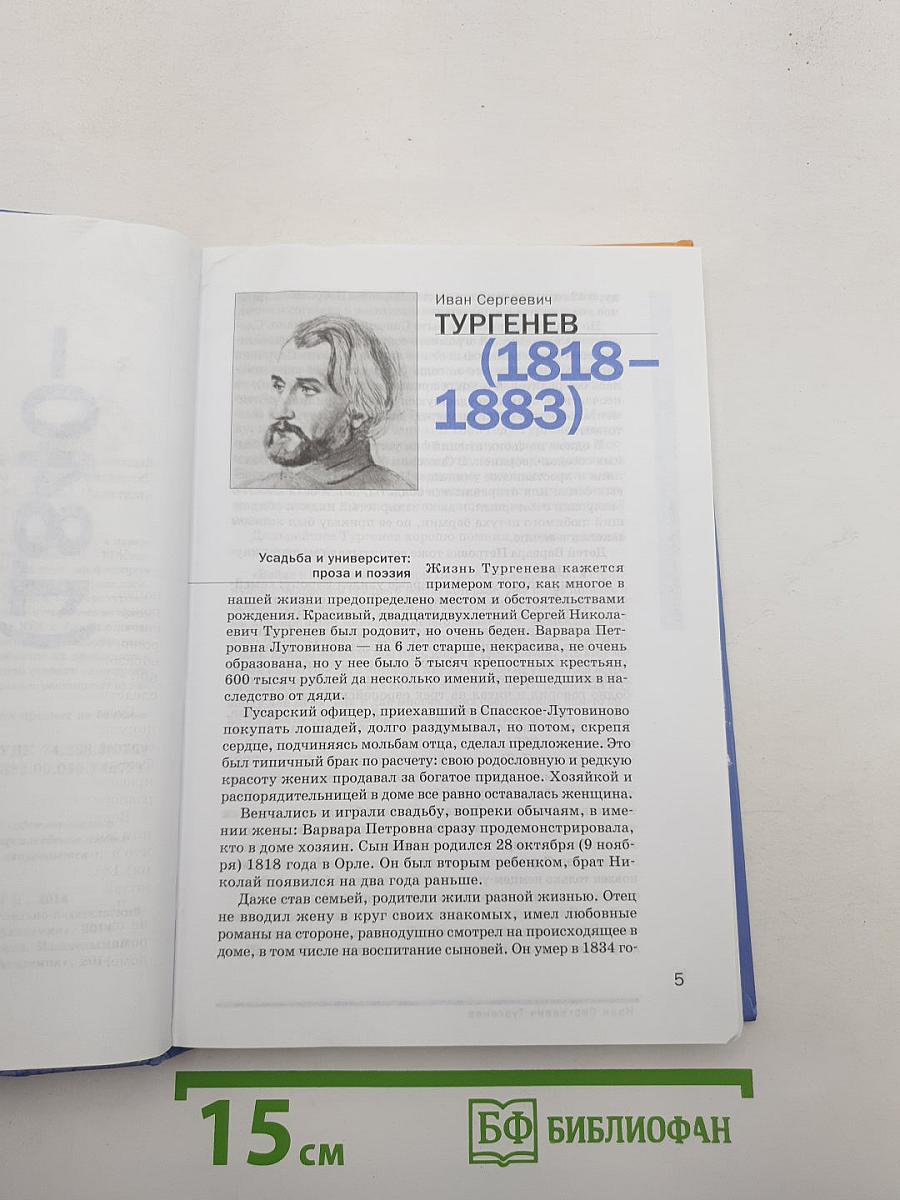 Иван Сергеевич
ТУРГЕНЕВ
(1818–
1883)
Усадьба и университет:
проза и поэзия
Жизнь Тургенева кажется
примером того, как многое в
нашей жизни предопределено местом и обстоятельствами
рождения. Красивый, двадцатидвухлетний Сергей Никола-
евич Тургенев был родовит, но очень беден. Варвара Пет-
ровна Лутовинова — на 6 лет старше, некрасива, не очень
образована, но у нее было 5 тысяч крепостных крестьян,
600 тысяч рублей да несколько имений, перешедших в на-
следство от дяди.
Гусарский офицер, приехавший в Спасское-Лутовиново
покупать лошадей, долго раздумывал, но потом, скрепя
сердце, подчиняясь мольбам отца, сделал предложение. Это
был типичный брак по расчету: свою родословную и редкую
красоту жених продавал за богатое приданое. Хозяйкой и
распорядительницей в доме все равно оставалась женщина.
Венчались и играли свадьбу, вопреки обычаям, в име-
нии жены: Варвара Петровна сразу продемонстрировала,
кто в доме хозяин. Сын Иван родился 28 октября (9 нояб-
ря) 1818 года в Орле. Он был вторым ребенком, брат Ни-
колай появился на два года раньше.
Даже став семьей, родители жили разной жизнью. Отец
не вводил жену в круг своих знакомых, имел любовные
романы на стороне, равнодушно смотрел на происходящее в
доме, в том числе на воспитание сыновей. Он умер в 1834 го-
5
15 см
БФ БИБЛИОФАН